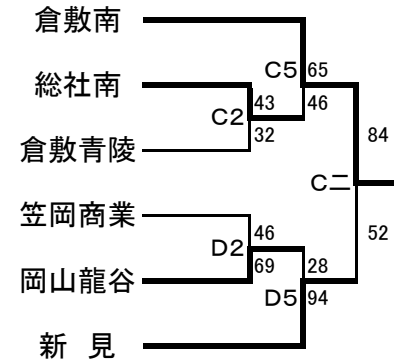 倉敷南
C5 65
総社南
43 46
C2
32 84
倉敷青陵
C二
笠岡商業
46 52
D2
69 28
岡山龍谷
D5 94
新 見